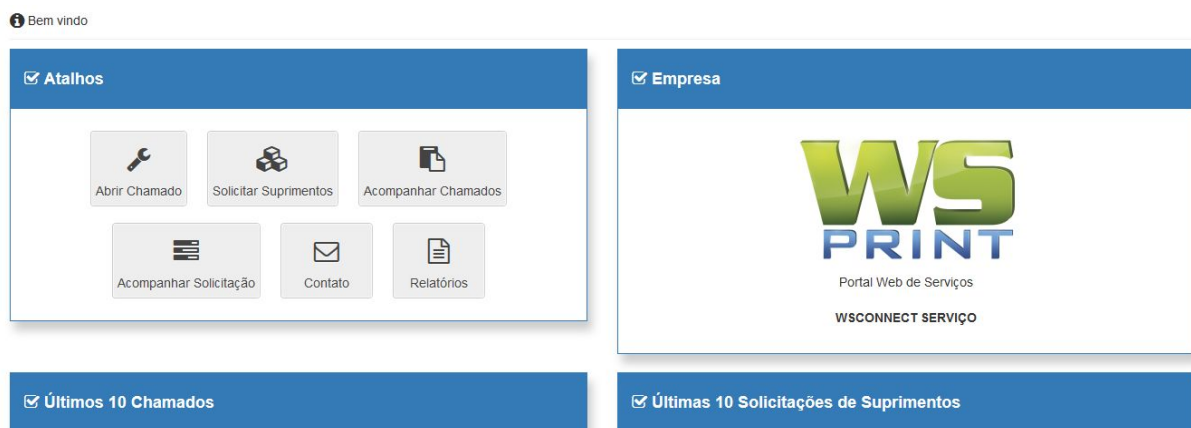 Bem vindo
Atalhos
Abrir Chamado
Solicitar Suprimentos
Acompanhar Chamados
Acompanhar Solicitação
Contato
Relatórios
Empresa
WS
PRINT
Portal Web de Serviços
WSCONNECT SERVIÇO
Últimos 10 Chamados
Últimas 10 Solicitações de Suprimentos